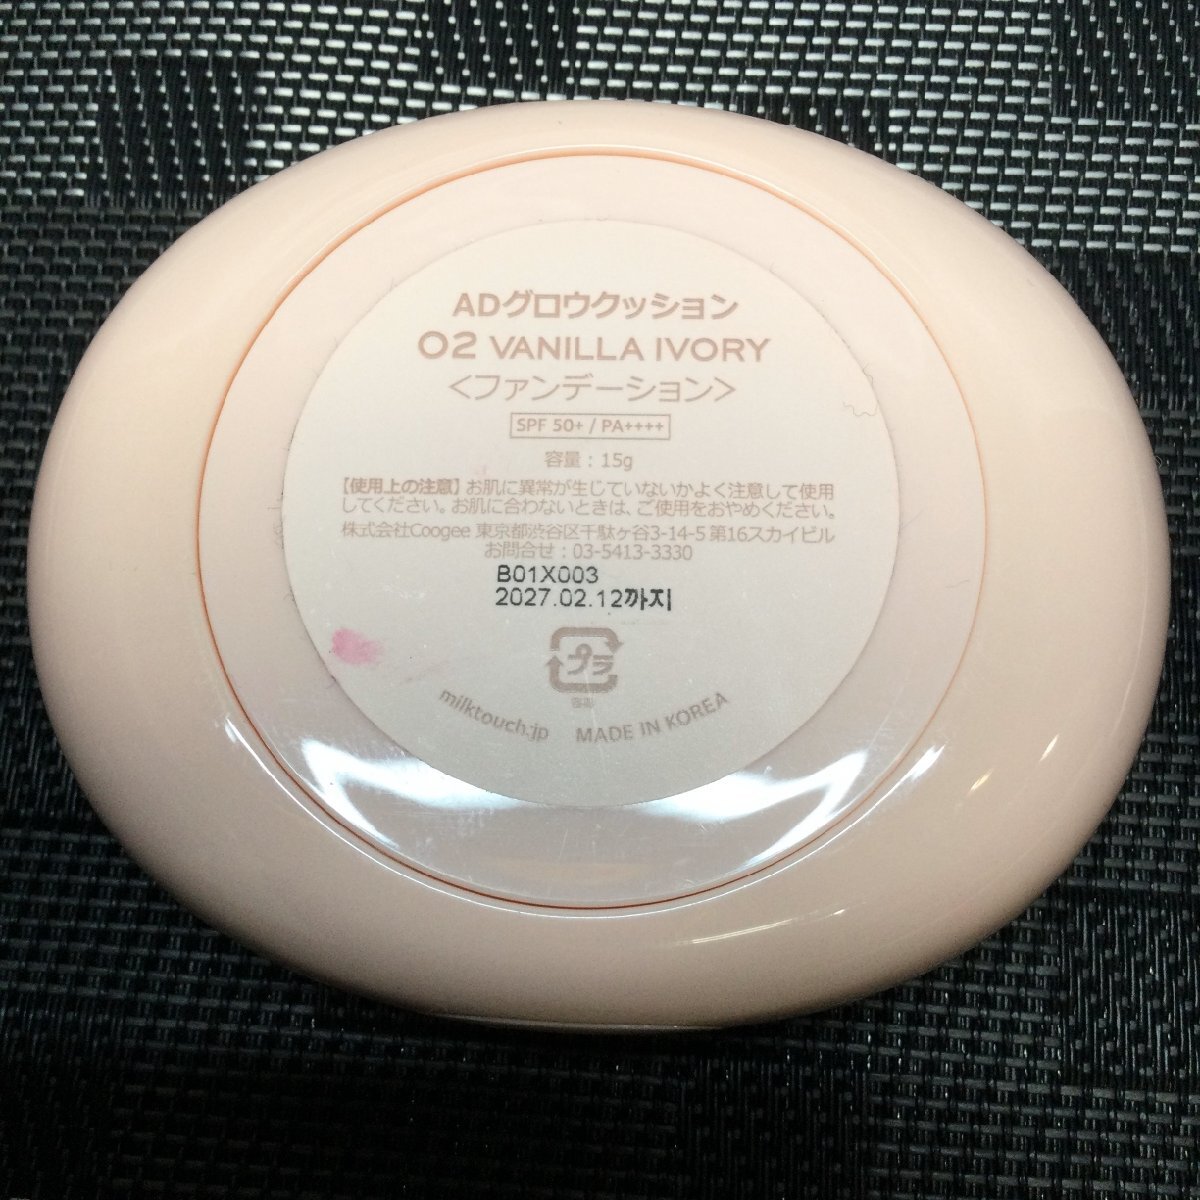 ADグロウクッション
02 VANILLA IVORY
<ファンデーション>
SPF 50+ / PA++++
容量：15g
【使用上の注意】お肌に異常が生じていないかよく注意して使用
してください。お肌に合わないときは、ご使用をおやめください。
株式会社Coogee 東京都渋谷区千駄ヶ谷3-14-5 第16スカイビル
お問合せ：03-5413-3330
B01X003
2027.02.12까지
プラ
milktouch.jp MADE IN KOREA